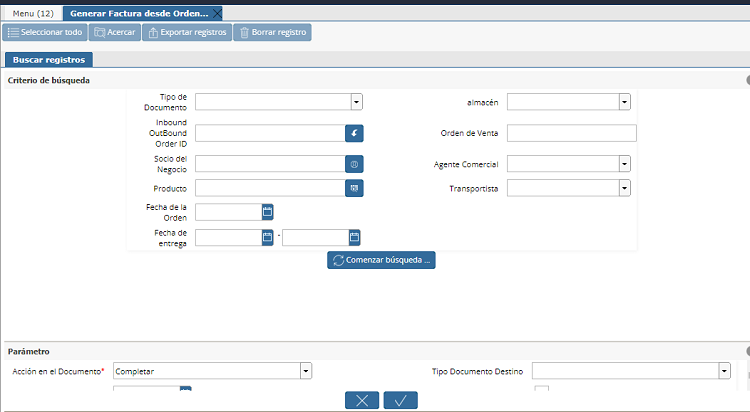 Menu (12)
Generar Factura desde Orden...
Seleccionar todo
Acercar
Exportar registros
Borrar registro
Buscar registros
Criterio de búsqueda
Tipo de
Documento
almacén
Inbound
OutBound
Order ID
Orden de Venta
Socio del
Negocio
Agente Comercial
Producto
Transportista
Fecha de la
Orden
Fecha de
entrega
-
Comenzar búsqueda ...
Parámetro
Acción en el Documento*
Completar
Tipo Documento Destino